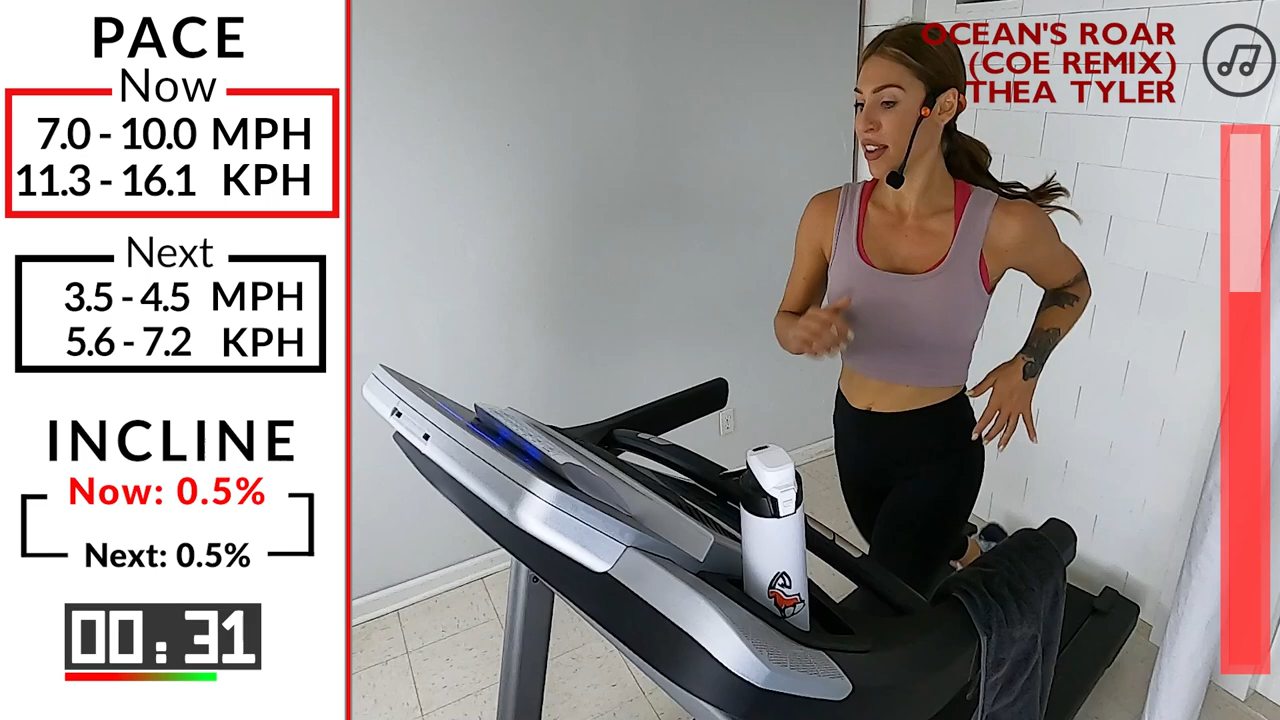 PACE
Now
7.0 - 10.0 MPH
11.3 - 16.1 KPH
Next
3.5 - 4.5 MPH
5.6 - 7.2 KPH
INCLINE
Now: 0.5%
Next: 0.5%
00:31
OCEAN'S ROAR
(COE REMIX)
THEA TYLER